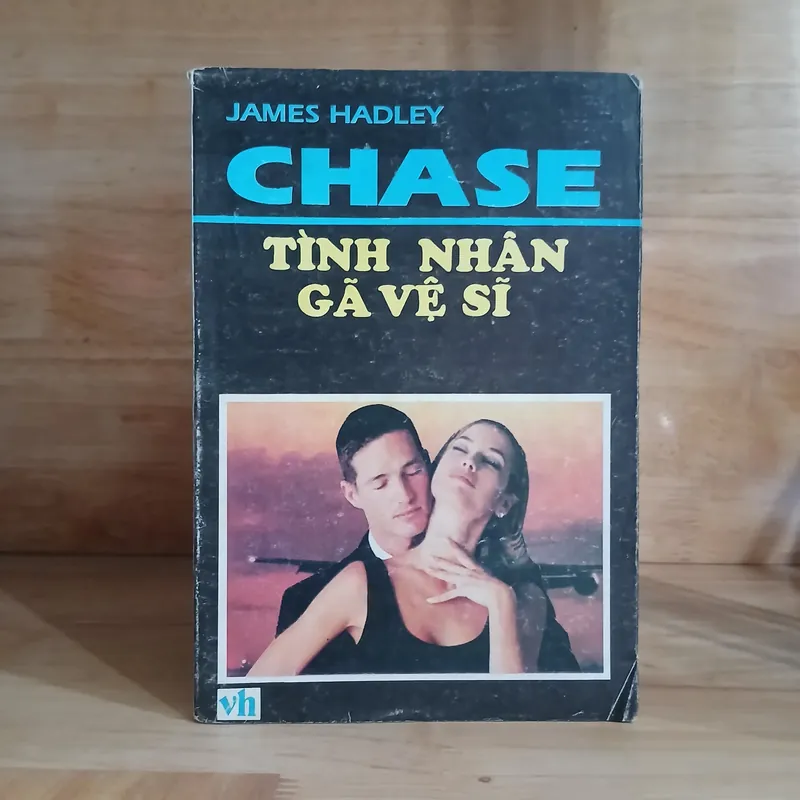 JAMES HADLEY
CHASE
TÌNH NHÂN
GÃ VỆ SĨ
vh